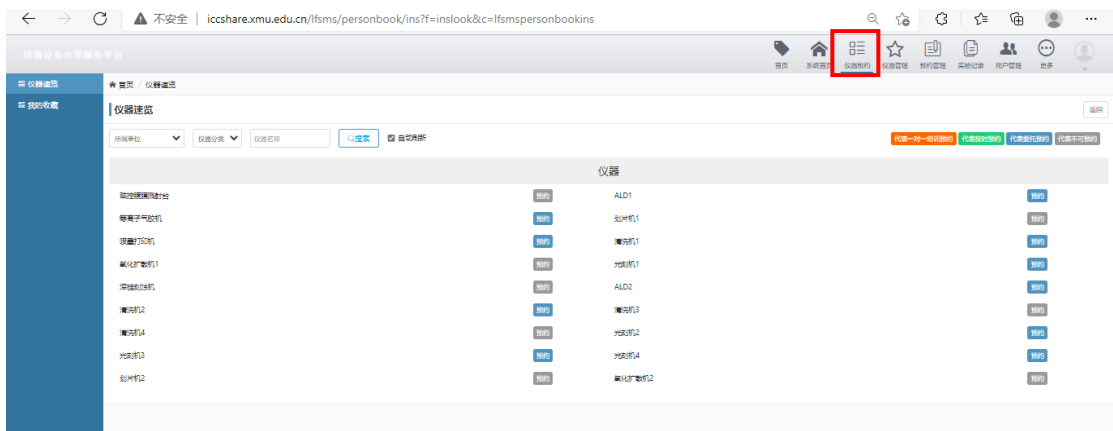 不安全 iccshare.xmu.edu.cn/lfsms/personbook/ins?f=inslook&c=lfsmspersonbookins
仪器设备共享服务平台
首页 系统首页 仪器预约 仪器管理 预约管理 实验记录 用户管理 更多
仪器速览
我的收藏
首页 / 仪器速览
仪器速览 返回
所属单位 仪器分类 仪器名称 搜索 自动刷新 代表一对一培训预约 代表按时预约 代表委托预约 代表不可预约
仪器
磁控镀膜溅射台 预约 ALD1 预约
等离子气胶机 预约 划片机1 预约
喷墨打印机 预约 清洗机1 预约
氧化扩散机1 预约 光刻机1 预约
深硅刻蚀机 预约 ALD2 预约
清洗机2 预约 清洗机3 预约
清洗机4 预约 光刻机2 预约
光刻机3 预约 光刻机4 预约
划片机2 预约 氧化扩散机2 预约